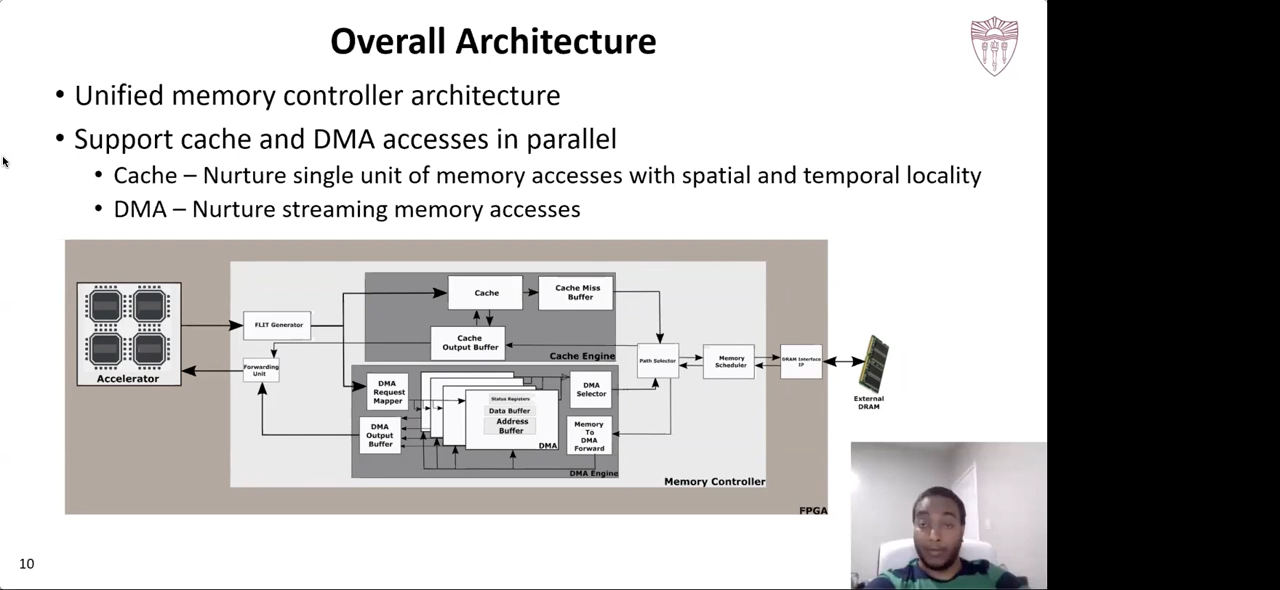 Overall Architecture
• Unified memory controller architecture
• Support cache and DMA accesses in parallel
• Cache – Nurture single unit of memory accesses with spatial and temporal locality
• DMA – Nurture streaming memory accesses
Accelerator
FLIT Generator
Forwarding
Unit
Cache
Cache Miss
Buffer
Cache
Output Buffer
Cache Engine
DMA
Request
Mapper
DMA
Output
Buffer
Status Registers
Data Buffer
Address
Buffer
DMA
DMA
Selector
Memory
To
DMA
Forward
DMA Engine
Path Selector
Memory
Scheduler
DRAM Interface
IP
External
DRAM
Memory Controller
FPGA
10